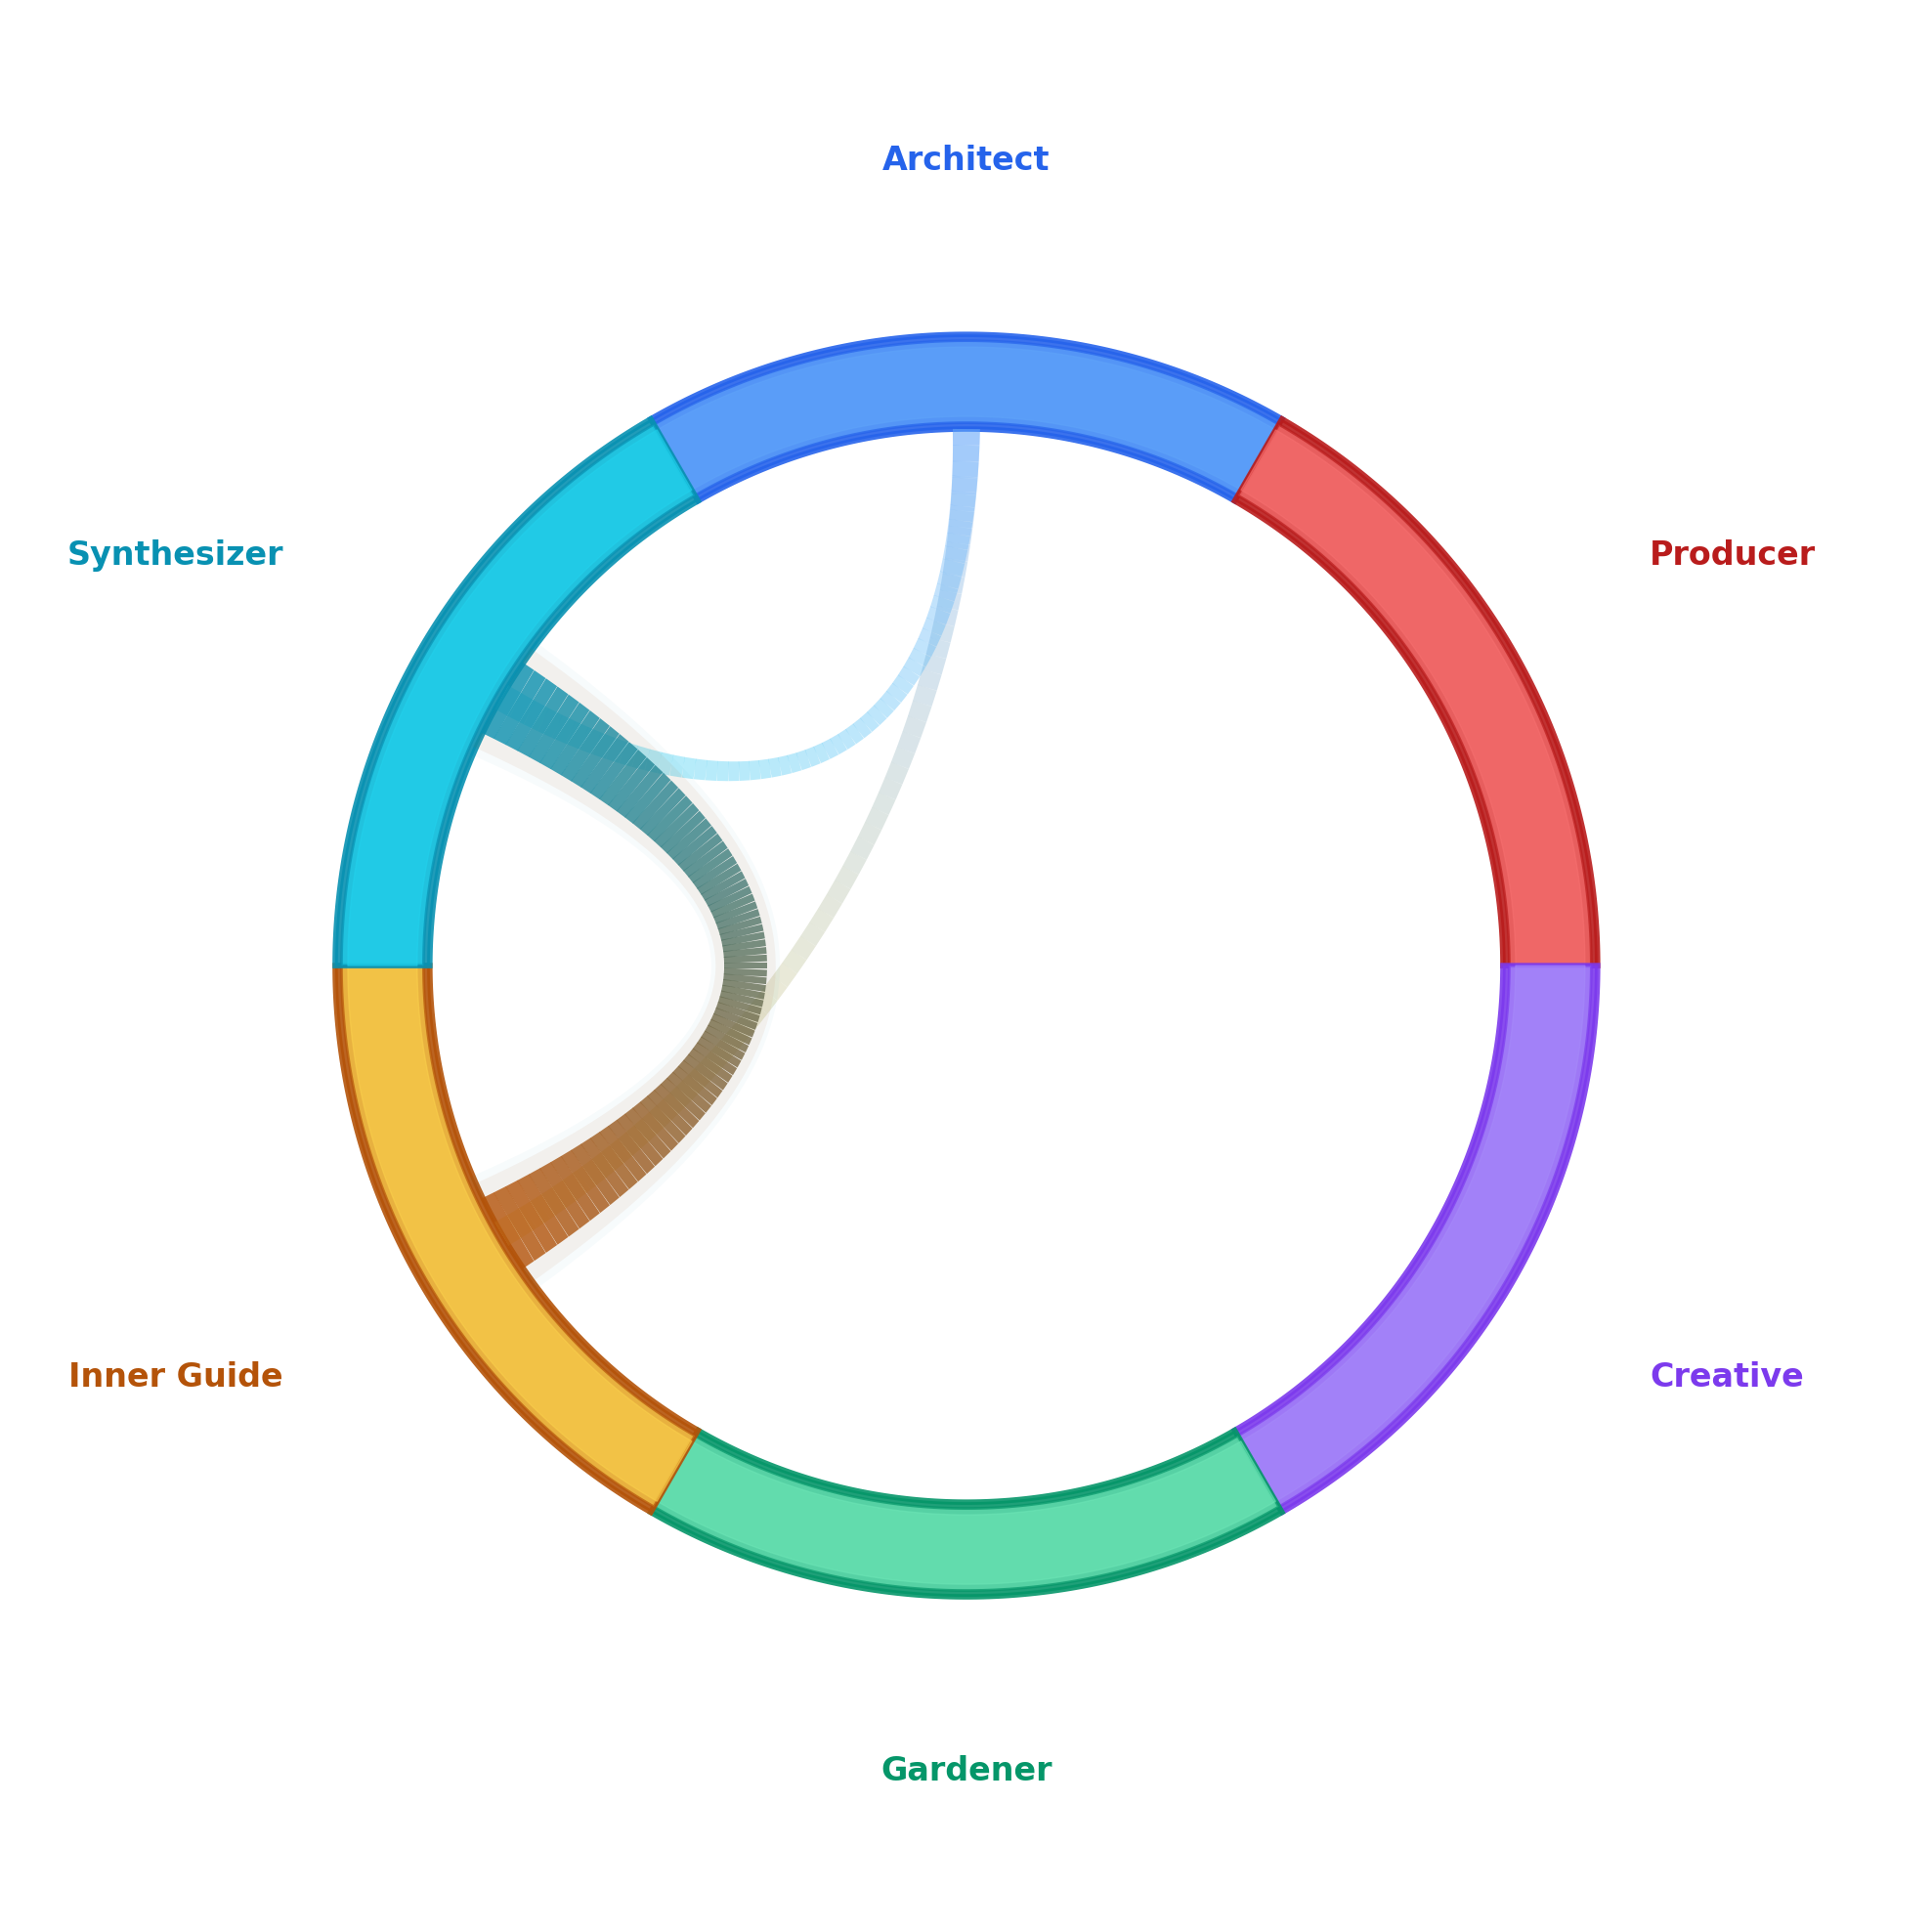 Architect
Synthesizer
Producer
Inner Guide
Creative
Gardener